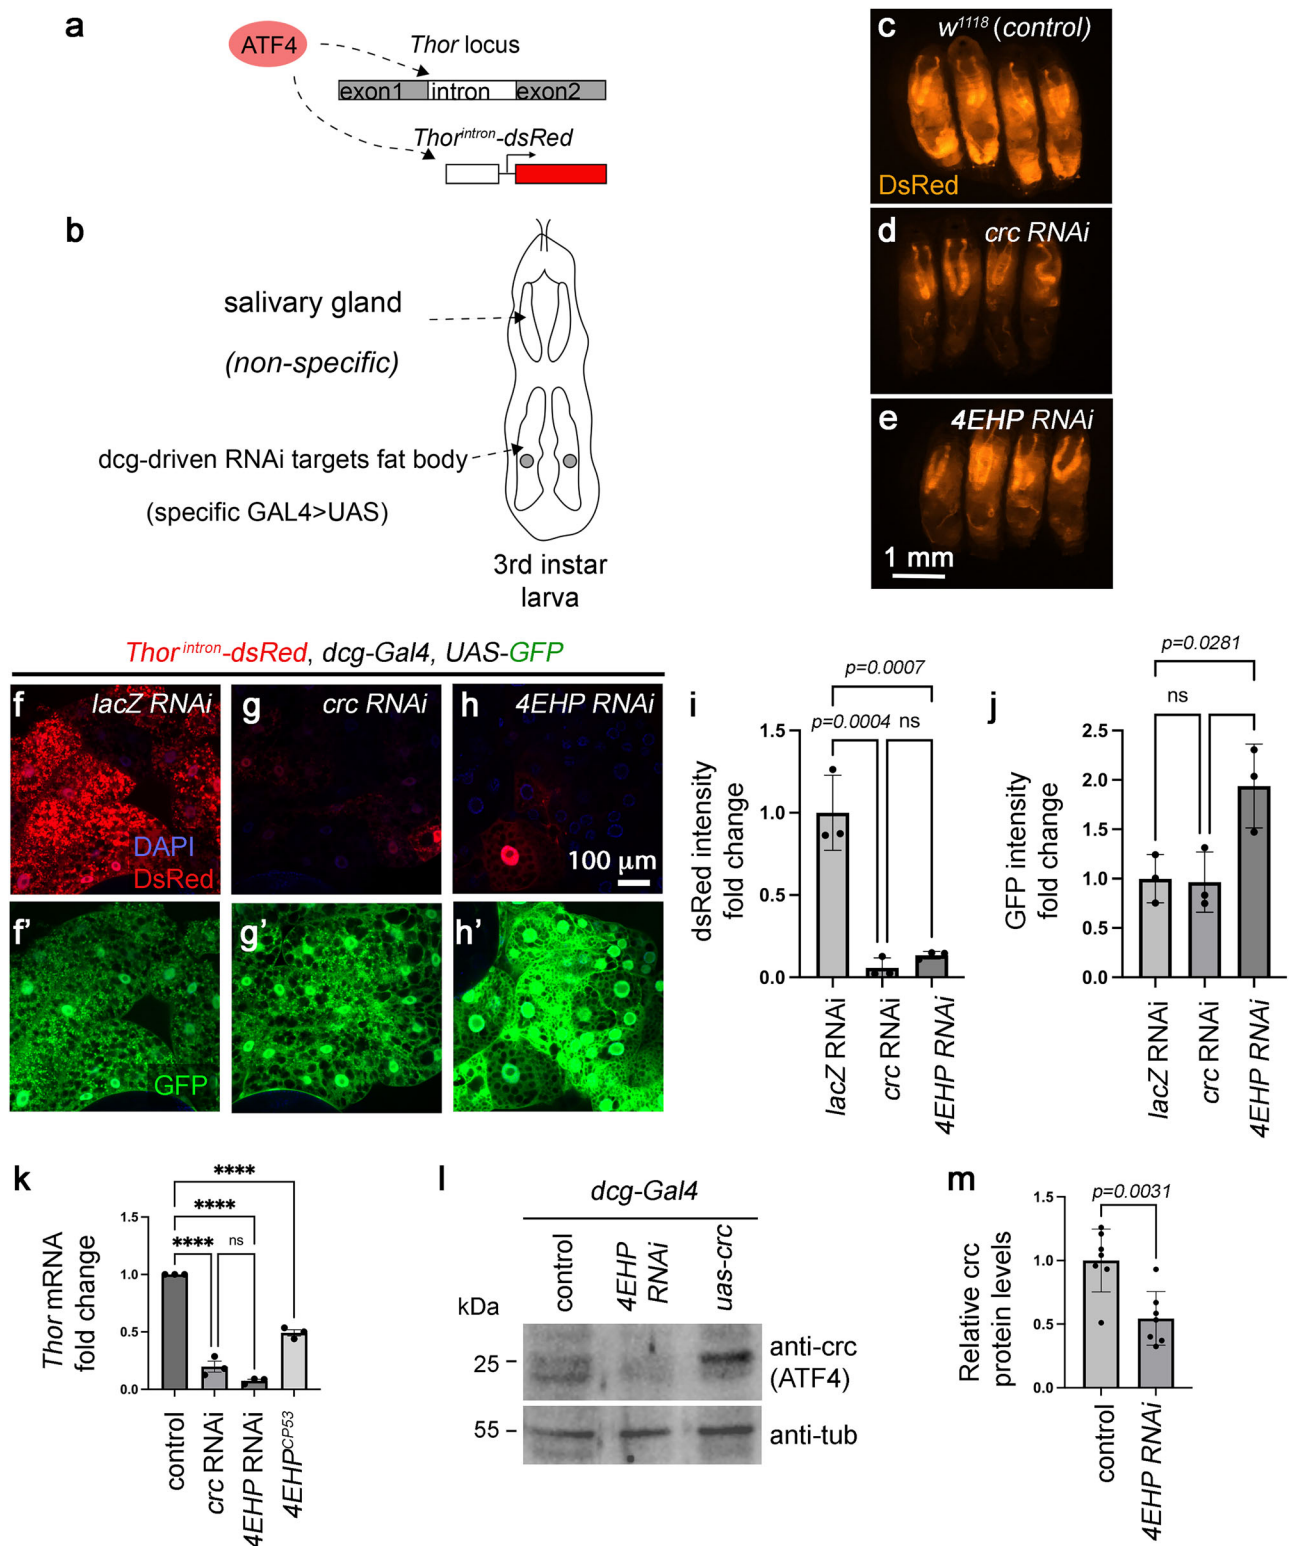 a
ATF4
Thor locus
exon1 intron exon2
Thor^intron-dsRed
b
salivary gland
(non-specific)
dcg-driven RNAi targets fat body
(specific GAL4>UAS)
3rd instar
larva
c
w^1118 (control)
DsRed
d
crc RNAi
e
4EHP RNAi
1 mm
Thor^intron-dsRed, dcg-Gal4, UAS-GFP
f
lacZ RNAi
DAPI
DsRed
g
crc RNAi
h
4EHP RNAi
100 µm
f'
GFP
g'
h'
i
p=0.0007
p=0.0004
ns
dsRed intensity
fold change
1.5
1.0
0.5
0.0
lacZ RNAi
crc RNAi
4EHP RNAi
j
p=0.0281
ns
GFP intensity
fold change
2.5
2.0
1.5
1.0
0.5
0.0
lacZ RNAi
crc RNAi
4EHP RNAi
k
****
****
****
ns
Thor mRNA
fold change
1.5
1.0
0.5
0.0
control
crc RNAi
4EHP RNAi
4EHP^CP53
l
dcg-Gal4
control
4EHP
RNAi
uas-crc
kDa
25
anti-crc
(ATF4)
55
anti-tub
m
p=0.0031
Relative crc
protein levels
1.5
1.0
0.5
0.0
control
4EHP RNAi